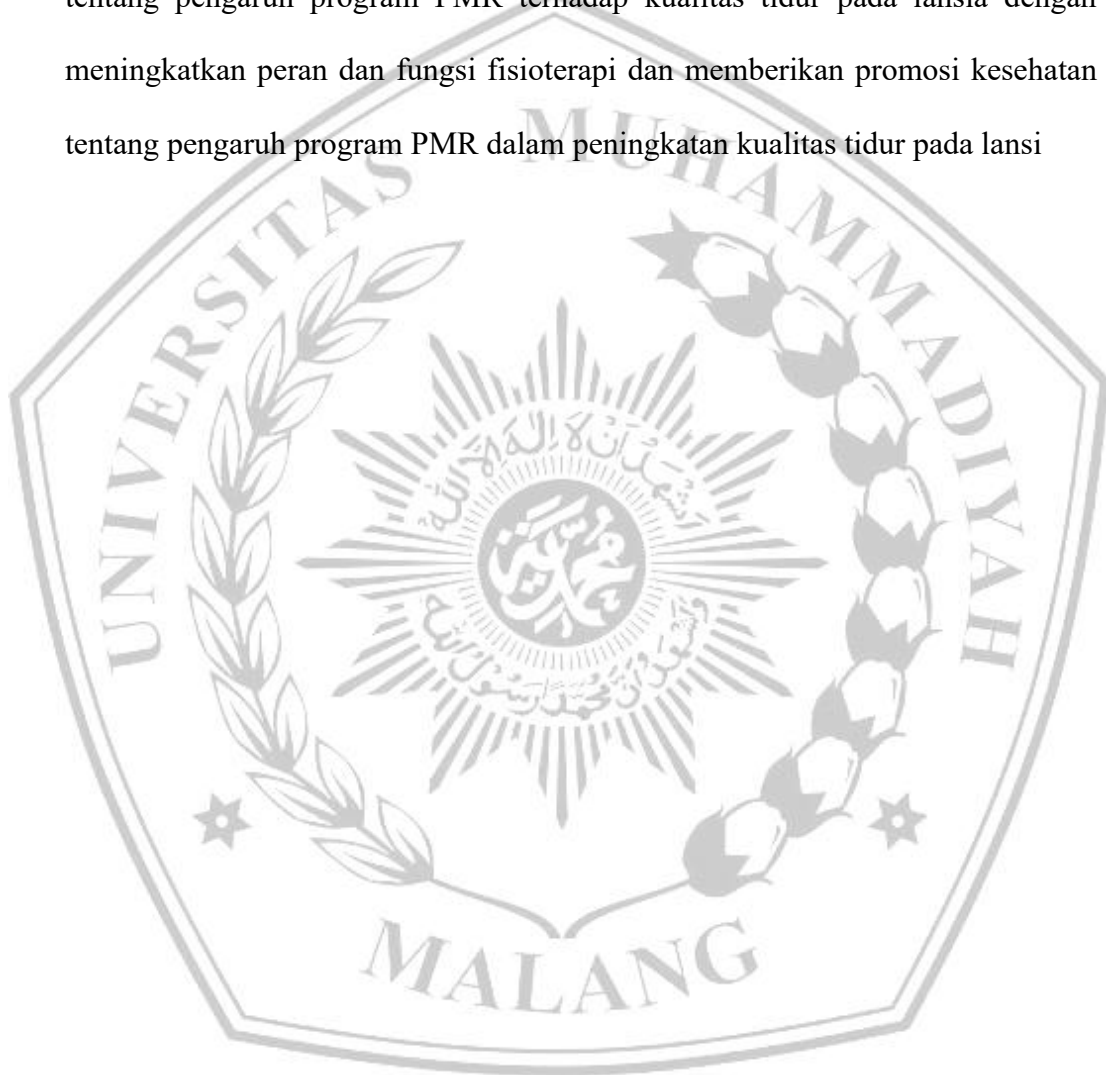 tentang pengaruh program PMR terhadap kualitas tidur pada lansia dengan
meningkatkan peran dan fungsi fisioterapi dan memberikan promosi kesehatan
tentang pengaruh program PMR dalam peningkatan kualitas tidur pada lansi
UNIVERSITAS MUHAMMADIYAH
MALANG